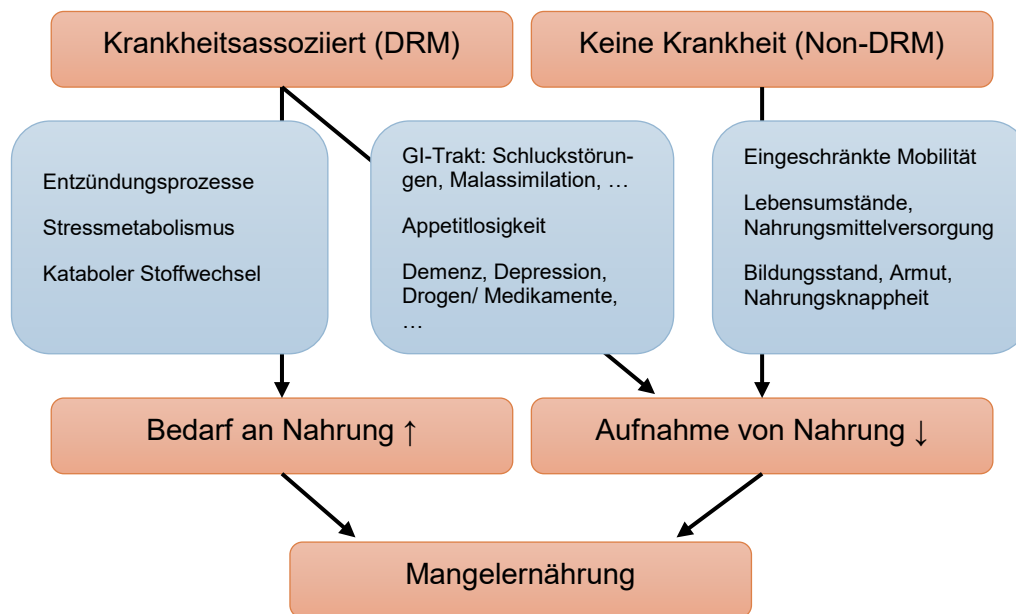 Krankheitsassoziiert (DRM)
Keine Krankheit (Non-DRM)
Entzündungsprozesse
Stressmetabolismus
Kataboler Stoffwechsel
GI-Trakt: Schluckstörun-
gen, Malassimilation, …
Appetitlosigkeit
Demenz, Depression,
Drogen/ Medikamente,
…
Eingeschränkte Mobilität
Lebensumstände,
Nahrungsmittelversorgung
Bildungsstand, Armut,
Nahrungsknappheit
Bedarf an Nahrung ↑
Aufnahme von Nahrung ↓
Mangelernährung